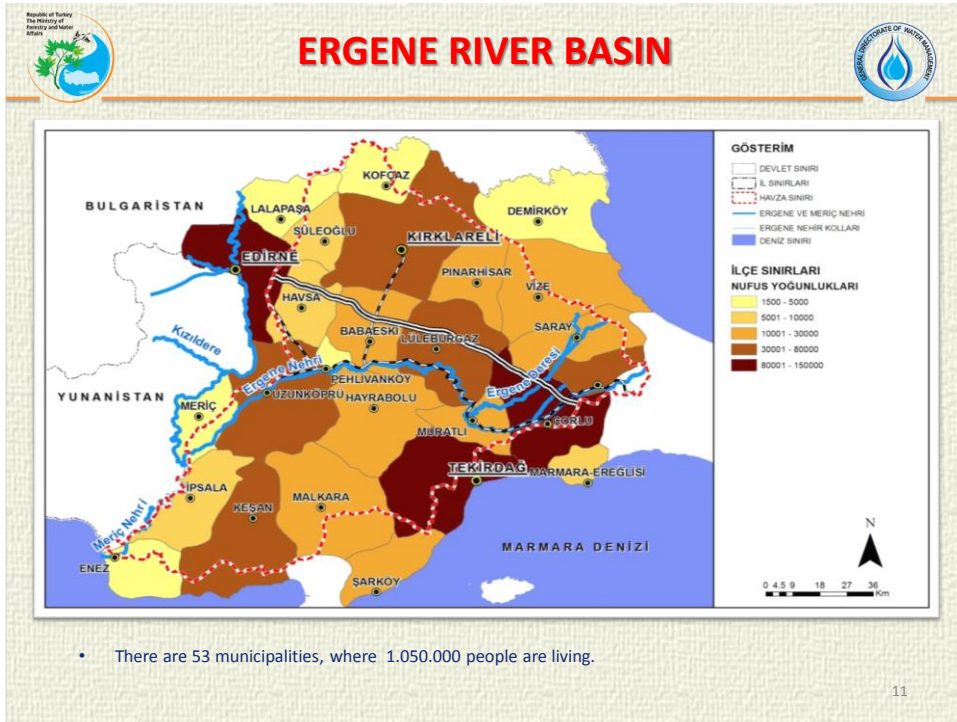 Republic of Turkey
The Ministry of
Forestry and Water
Affairs
ERGENE RIVER BASIN
GENERAL DIRECTORATE OF WATER MANAGEMENT
BULGARİSTAN
YUNANİSTAN
KOFÇAZ
LALAPAŞA
DEMİRKÖY
SÜLEOĞLU
KIRKLARELİ
EDİRNE
PINARHİSAR
VİZE
HAVSA
BABAESKİ
LÜLEBURGAZ
SARAY
Kızıldere
Ergene Nehri
PEHLİVANKÖY
Ergene Deresi
UZUNKÖPRÜ
HAYRABOLU
MERİÇ
MURATLI
ÇORLU
TEKİRDAĞ
MARMARA-EREĞLİSİ
İPSALA
MALKARA
KEŞAN
Meriç Nehri
ENEZ
ŞARKÖY
MARMARA DENİZİ
GÖSTERİM
DEVLET SINIRI
İL SINIRLARI
HAVZA SINIRI
ERGENE VE MERİÇ NEHRİ
ERGENE NEHİR KOLLARI
DENİZ SINIRI
İLÇE SINIRLARI
NUFUS YOĞUNLUKLARI
1500 - 5000
5001 - 10000
10001 - 30000
30001 - 80000
80001 - 150000
N
0 4.5 9 18 27 36
Km
• There are 53 municipalities, where 1.050.000 people are living.
11